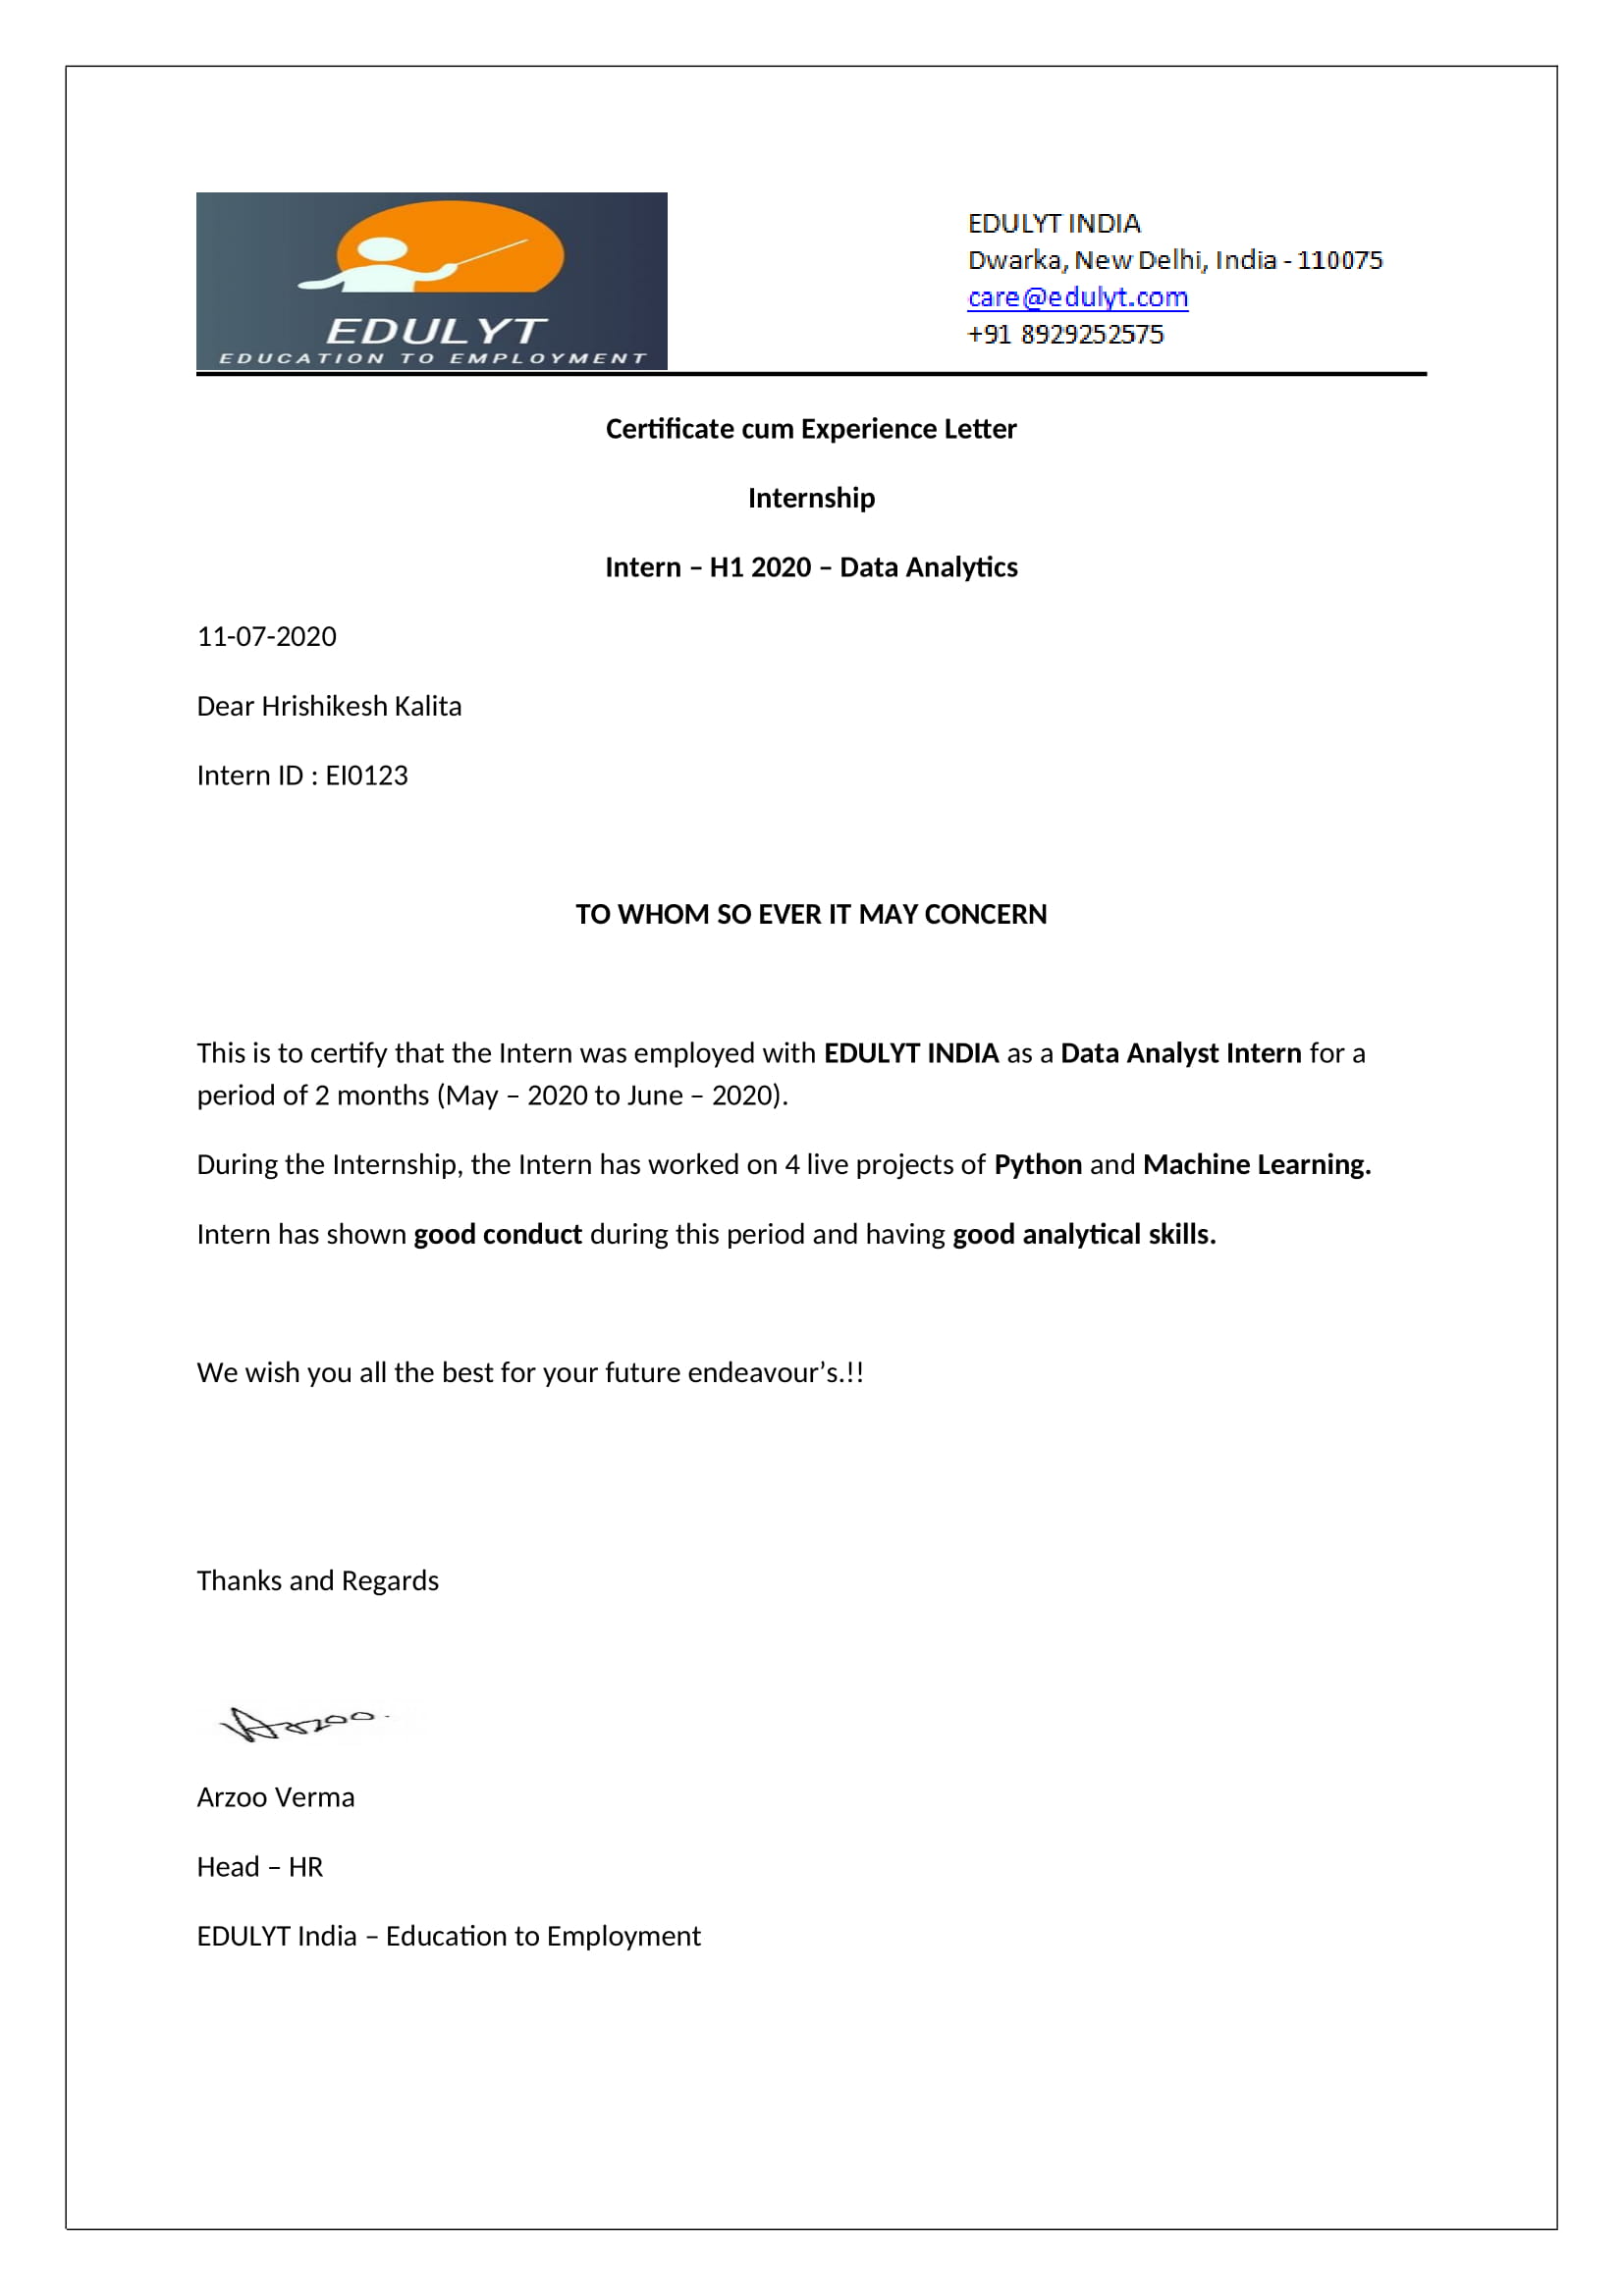 EDULYT
EDUCATION TO EMPLOYMENT
EDULYT INDIA
Dwarka, New Delhi, India - 110075
care@edulyt.com
+91 8929252575
Certificate cum Experience Letter
Internship
Intern – H1 2020 – Data Analytics
11-07-2020
Dear Hrishikesh Kalita
Intern ID : EI0123
TO WHOM SO EVER IT MAY CONCERN
This is to certify that the Intern was employed with EDULYT INDIA as a Data Analyst Intern for a
period of 2 months (May – 2020 to June – 2020).
During the Internship, the Intern has worked on 4 live projects of Python and Machine Learning.
Intern has shown good conduct during this period and having good analytical skills.
We wish you all the best for your future endeavour’s.!!
Thanks and Regards
Arzoo.
Arzoo Verma
Head – HR
EDULYT India – Education to Employment